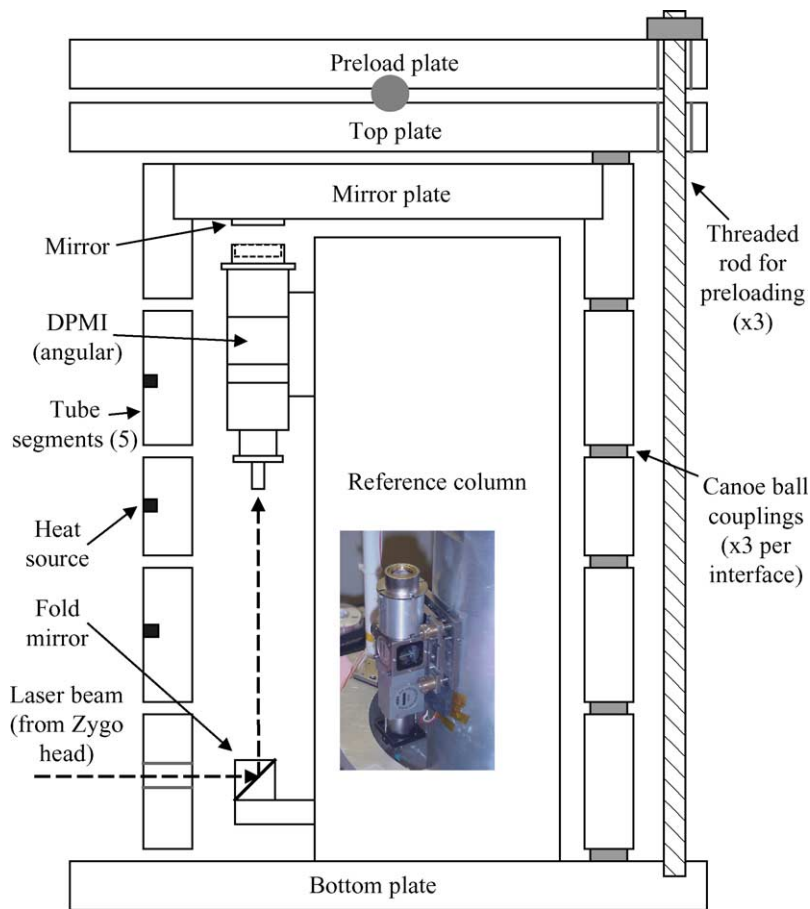 Preload plate
Top plate
Mirror plate
Mirror
Threaded
rod for
preloading
(x3)
DPMI
(angular)
Tube
segments (5)
Reference column
Canoe ball
couplings
(x3 per
interface)
Heat
source
Fold
mirror
Laser beam
(from Zygo
head)
Bottom plate